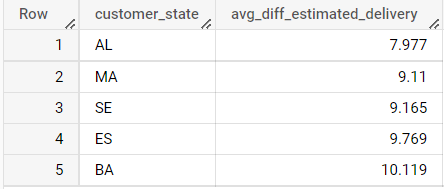 Row customer_state avg_diff_estimated_delivery
1 AL 7.977
2 MA 9.11
3 SE 9.165
4 ES 9.769
5 BA 10.119